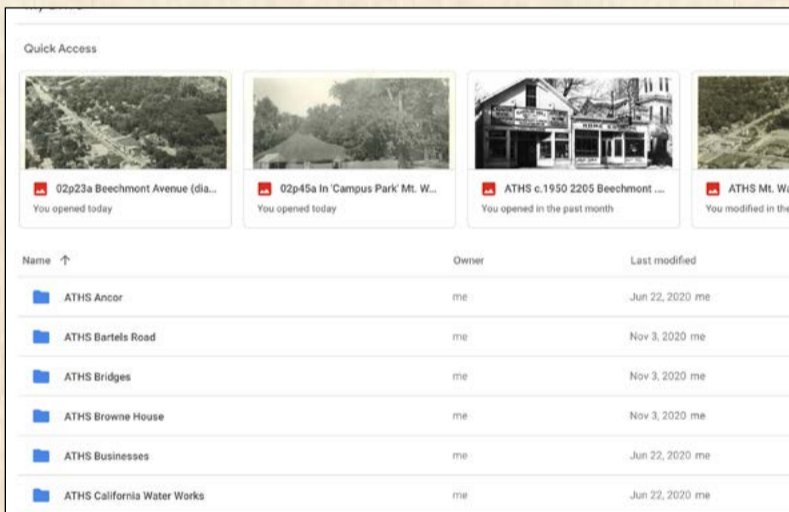 Quick Access
02p23a Beechmont Avenue (dia...
You opened today
02p45a In 'Campus Park' Mt. W...
You opened today
HOME
ATHS c.1950 2205 Beechmont ....
You opened in the past month
ATHS Mt. Wa
You modified in the
Name ↑ Owner Last modified
ATHS Ancor me Jun 22, 2020 me
ATHS Bartels Road me Nov 3, 2020 me
ATHS Bridges me Nov 3, 2020 me
ATHS Browne House me Nov 3, 2020 me
ATHS Businesses me Jun 22, 2020 me
ATHS California Water Works me Jun 22, 2020 me